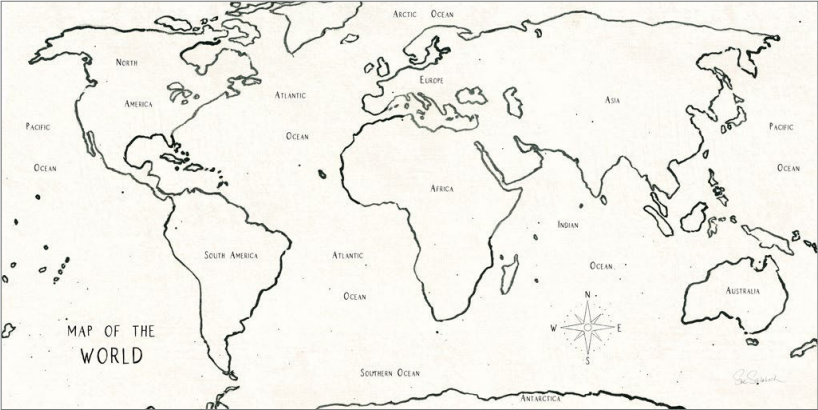 Arctic Ocean
North
America
Europe
Asia
Atlantic
Ocean
Pacific
Ocean
Pacific
Ocean
Africa
Indian
Ocean
South America
Atlantic
Ocean
Australia
N
W E
S
MAP OF THE
WORLD
Southern Ocean
Antarctica